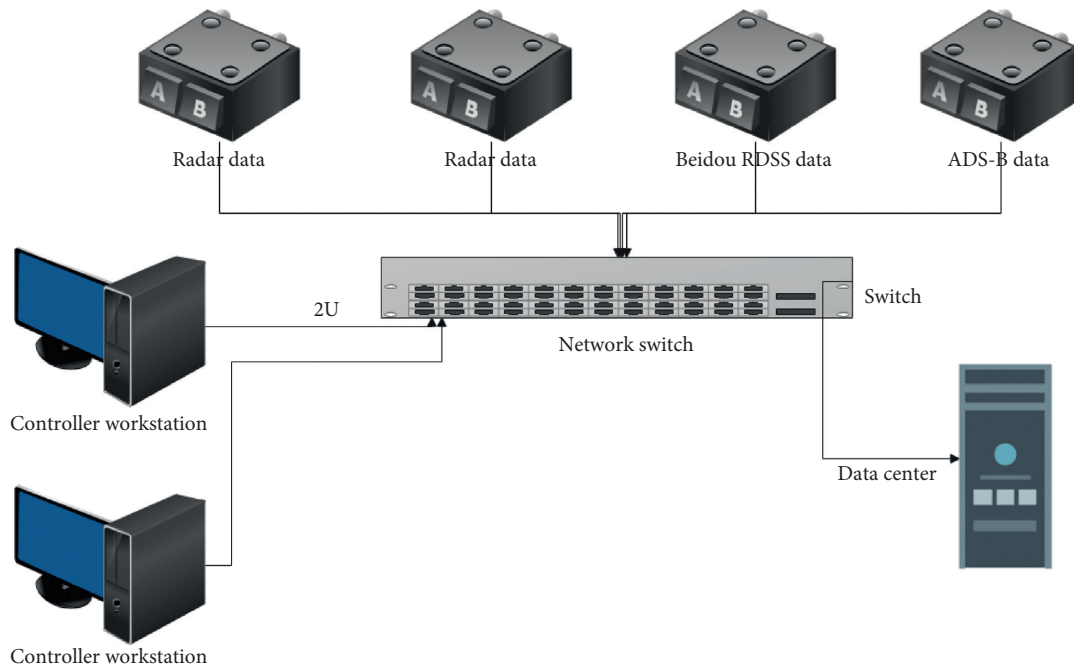 A B
A B
A B
A B
Radar data
Radar data
Beidou RDSS data
ADS-B data
2U
Switch
Network switch
Controller workstation
Data center
Controller workstation